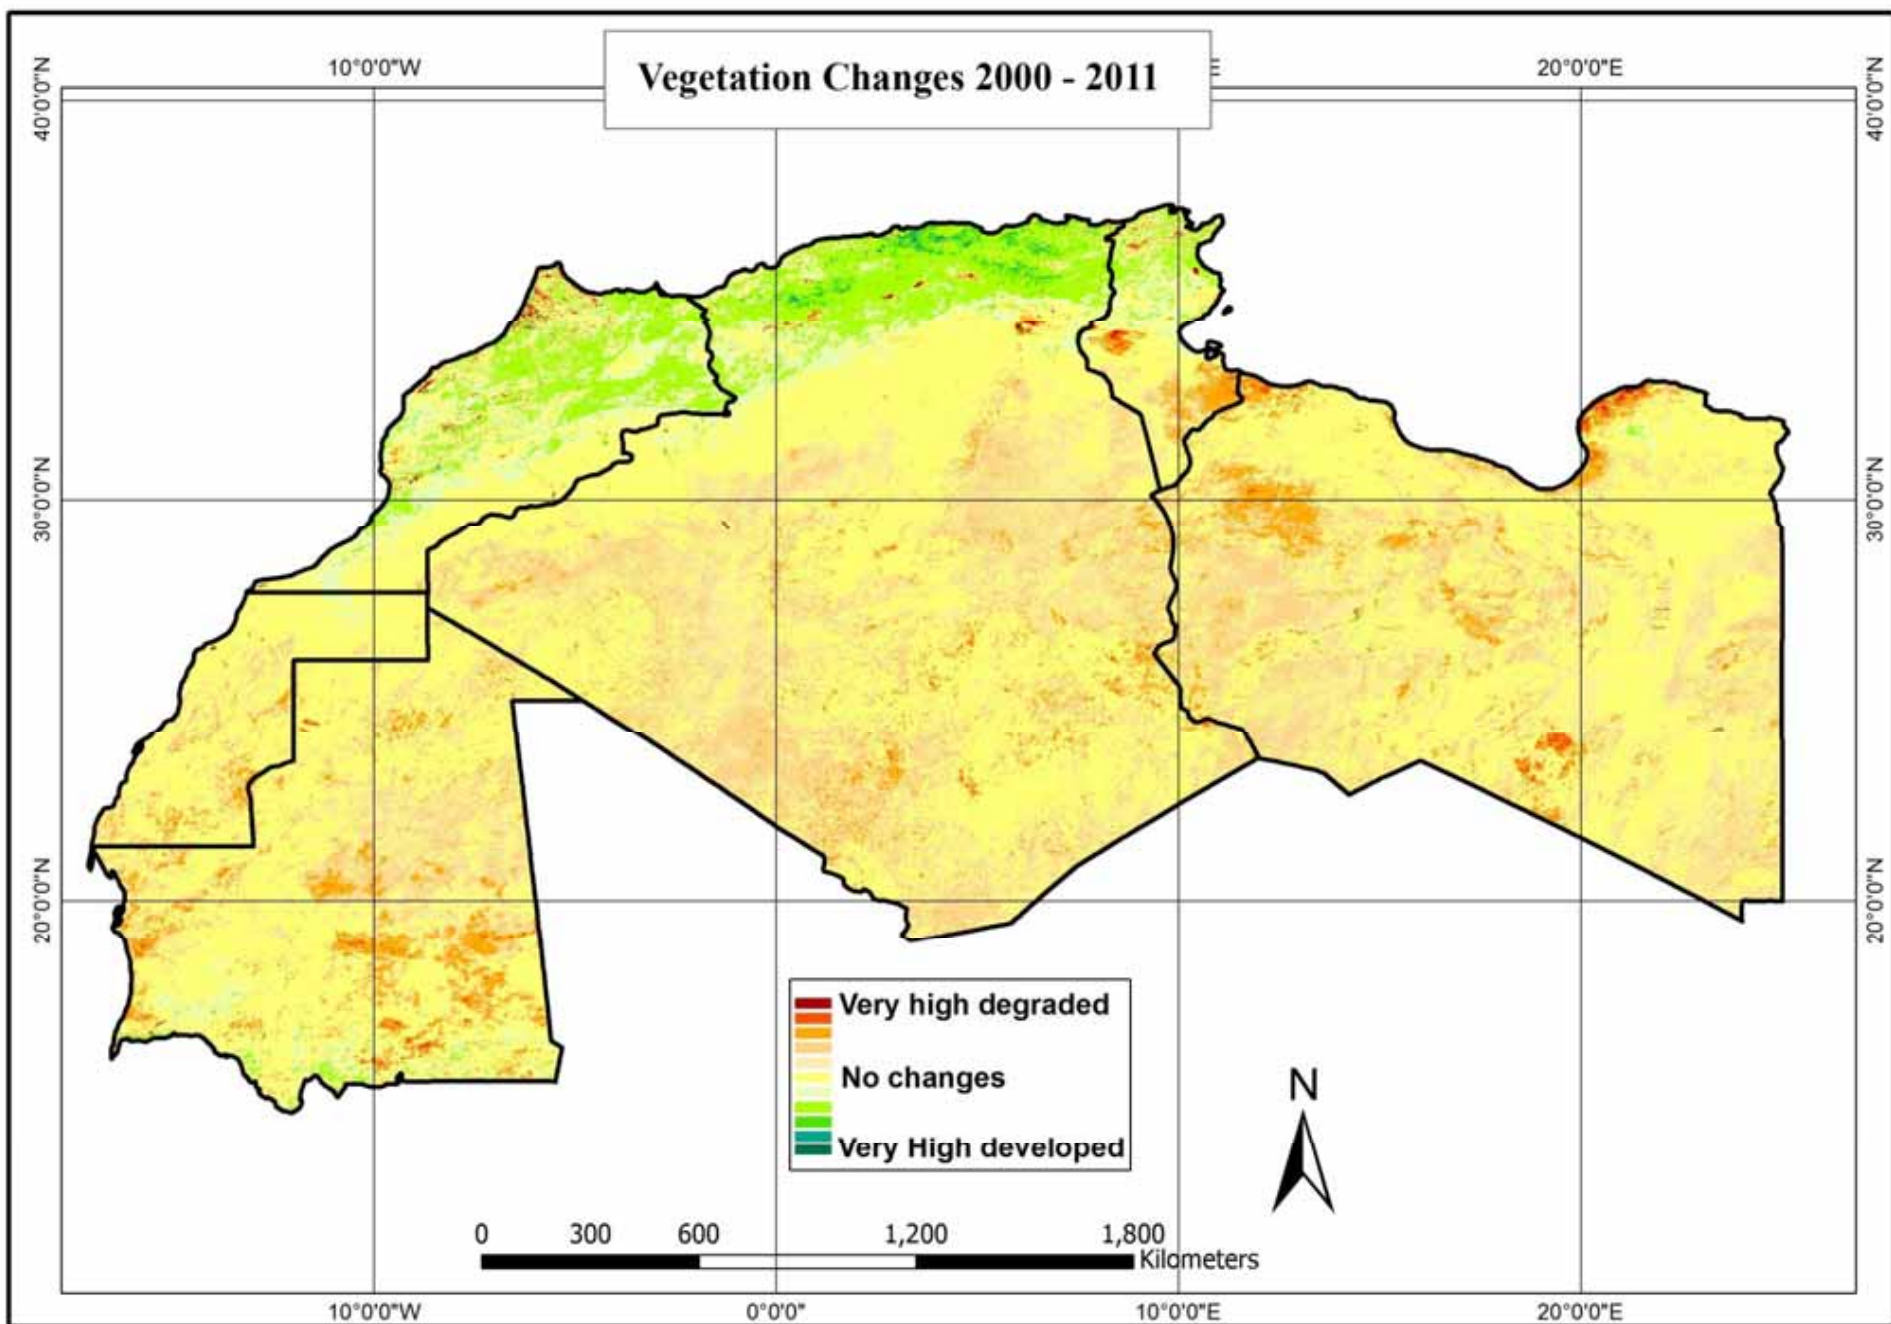 Vegetation Changes 2000 - 2011
10°0'0"W
E
20°0'0"E
40°0'0"N
40°0'0"N
30°0'0"N
30°0'0"N
20°0'0"N
20°0'0"N
Very high degraded
No changes
Very High developed
N
0 300 600 1,200 1,800
Kilometers
10°0'0"W
0°0'0"
10°0'0"E
20°0'0"E